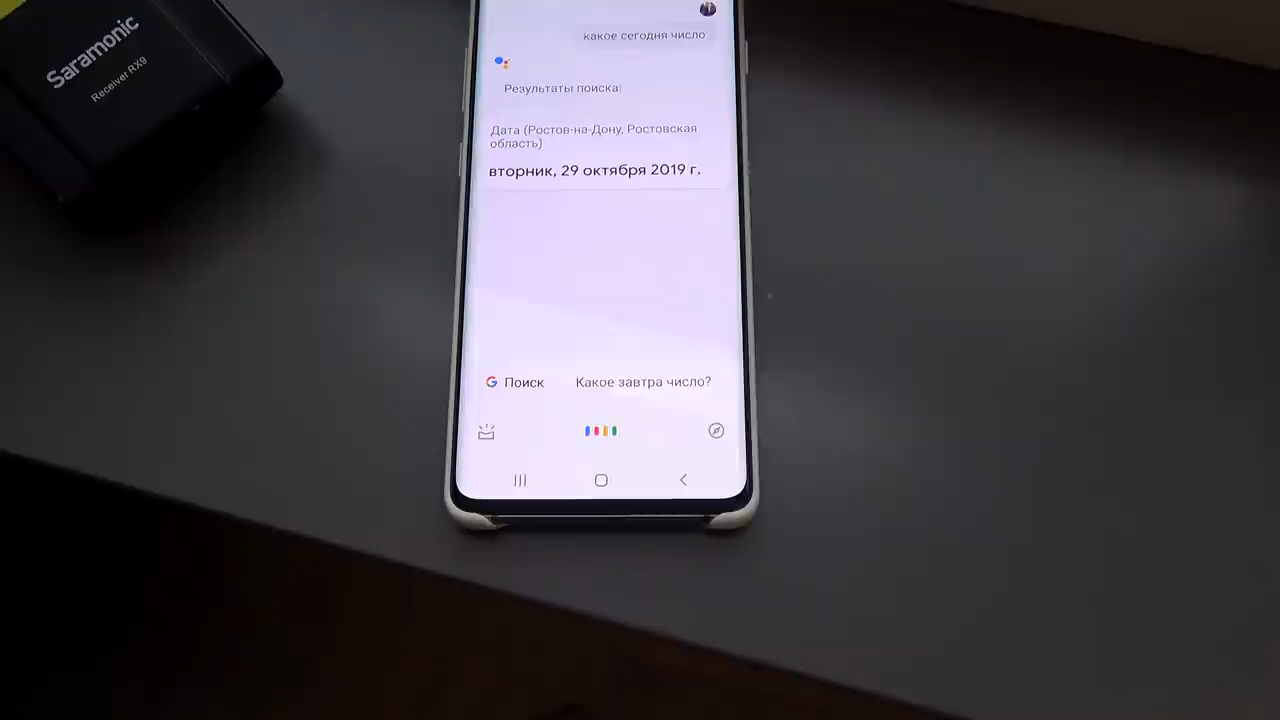 Saramonic
Receiver RX9
какое сегодня число
Результаты поиска:
Дата (Ростов-на-Дону, Ростовская
область)
вторник, 29 октября 2019 г.
G Поиск
Какое завтра число?